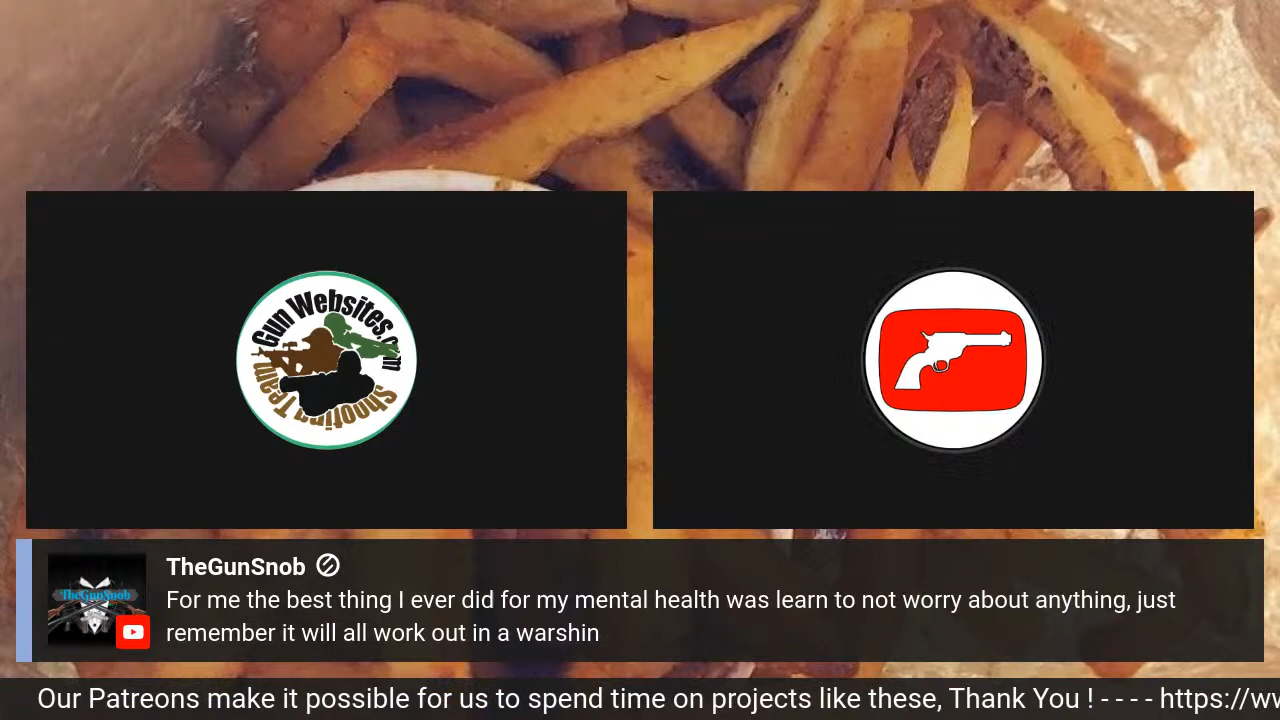 Gun Websites.com
Shooting Team
TheGunSnob
TheGunSnob
For me the best thing I ever did for my mental health was learn to not worry about anything, just
remember it will all work out in a warshin
Our Patreons make it possible for us to spend time on projects like these, Thank You ! - - - - https://ww